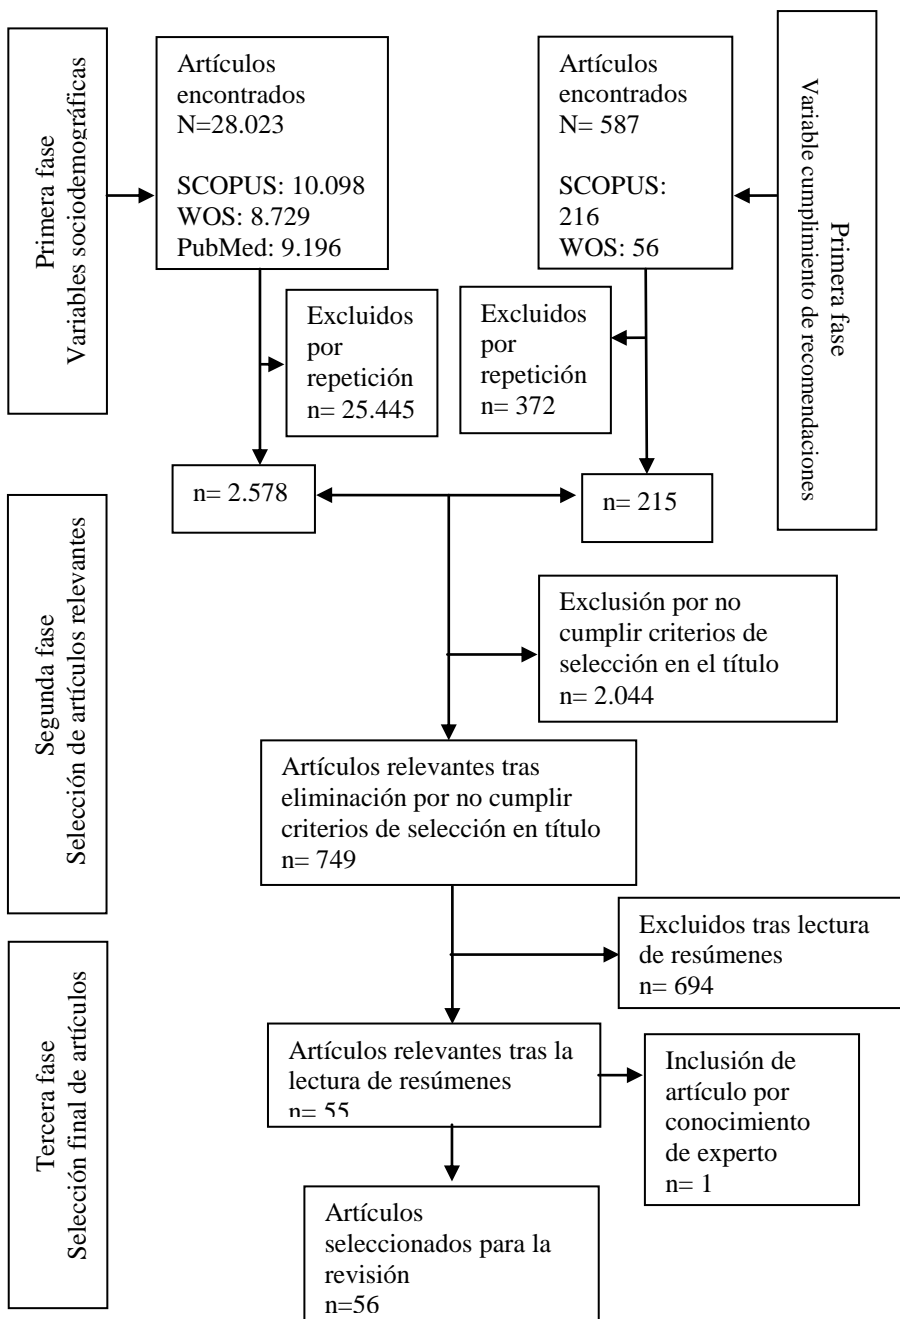 Primera fase
Variables sociodemográficas
Artículos
encontrados
N=28.023
SCOPUS: 10.098
WOS: 8.729
PubMed: 9.196
Artículos
encontrados
N= 587
SCOPUS:
216
WOS: 56
Primera fase
Variable cumplimiento de recomendaciones
Excluidos
por
repetición
n= 25.445
Excluidos
por
repetición
n= 372
n= 2.578
n= 215
Segunda fase
Selección de artículos relevantes
Exclusión por no
cumplir criterios de
selección en el título
n= 2.044
Artículos relevantes tras
eliminación por no cumplir
criterios de selección en título
n= 749
Excluidos tras lectura
de resúmenes
n= 694
Tercera fase
Selección final de artículos
Artículos relevantes tras la
lectura de resúmenes
n= 55
Inclusión de
artículo por
conocimiento
de experto
n= 1
Artículos
seleccionados para la
revisión
n=56